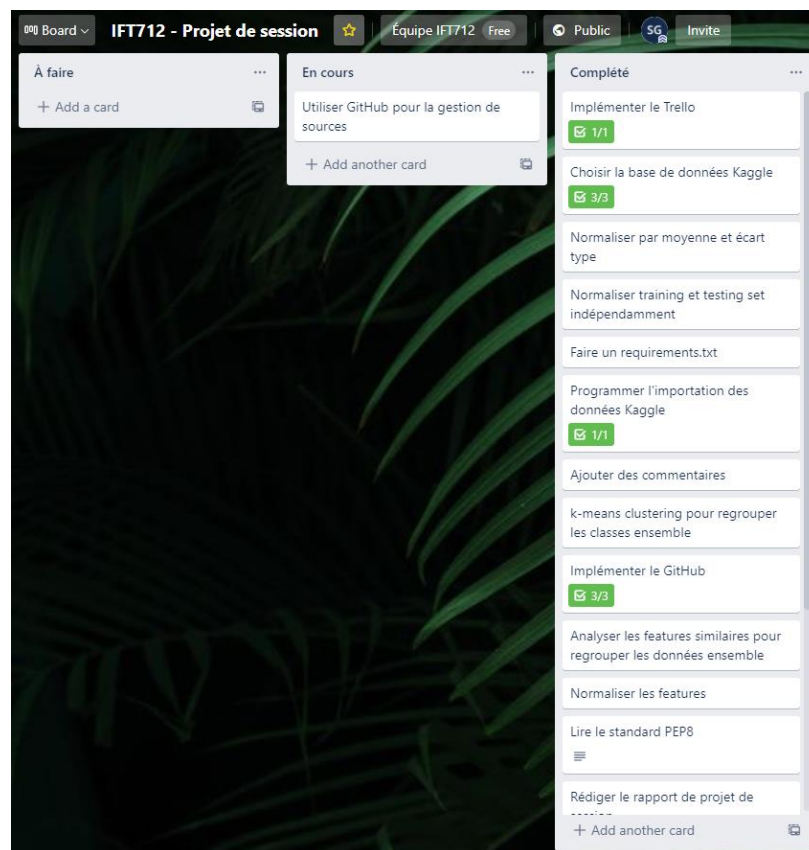 Board
IFT712 - Projet de session
Équipe IFT712 Free
Public
SG
Invite
À faire
+ Add a card
En cours
Utiliser GitHub pour la gestion de
sources
+ Add another card
Complété
Implémenter le Trello
1/1
Choisir la base de données Kaggle
3/3
Normaliser par moyenne et écart
type
Normaliser training et testing set
indépendamment
Faire un requirements.txt
Programmer l'importation des
données Kaggle
1/1
Ajouter des commentaires
k-means clustering pour regrouper
les classes ensemble
Implémenter le GitHub
3/3
Analyser les features similaires pour
regrouper les données ensemble
Normaliser les features
Lire le standard PEP8
Rédiger le rapport de projet de
+ Add another card